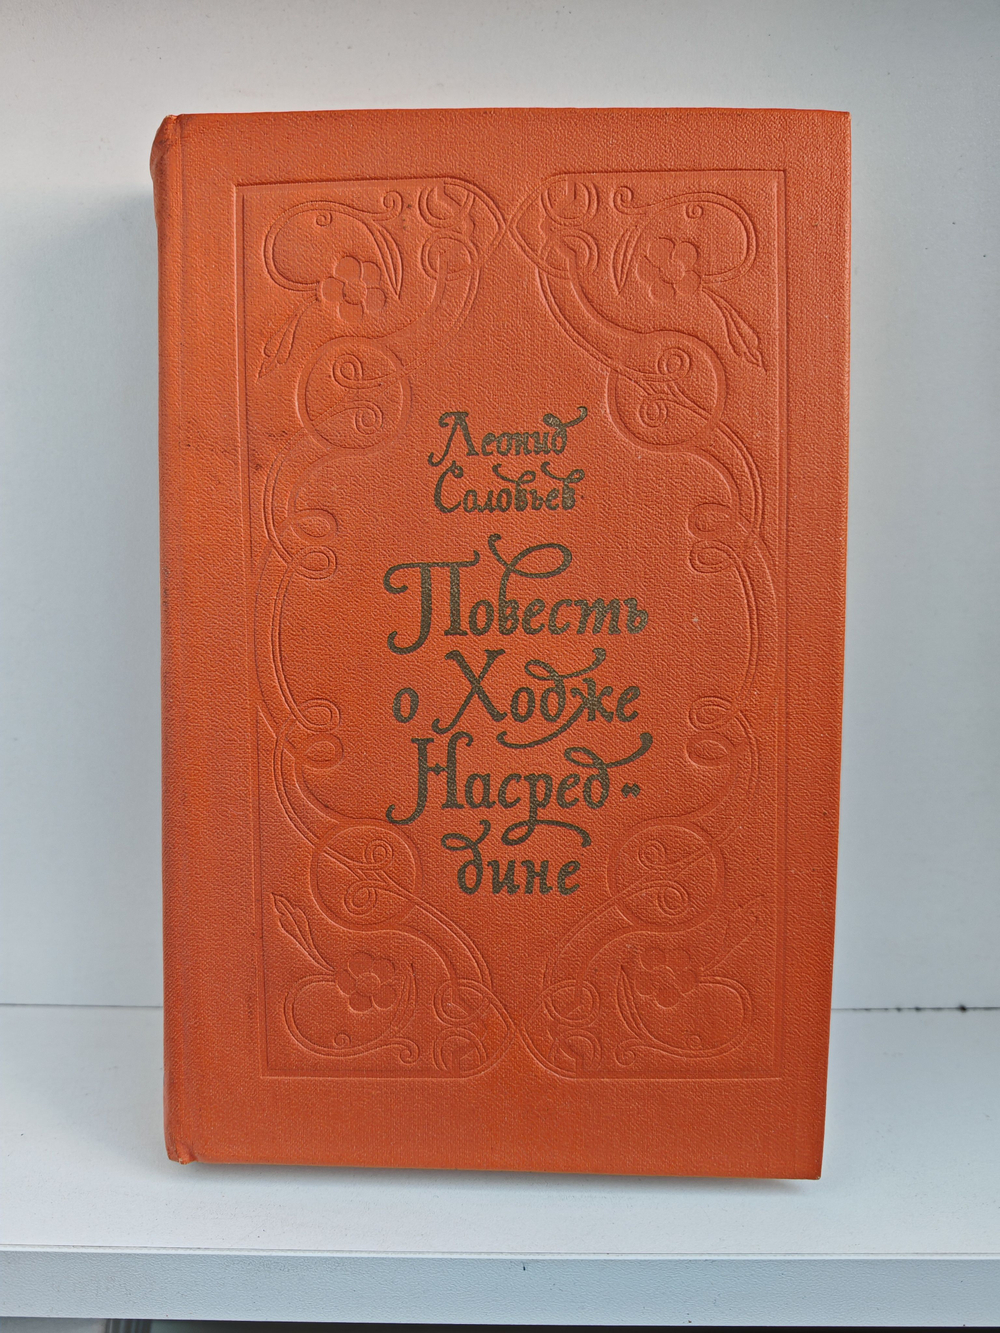 Леонид
Соловьев
Повесть
о Ходже
Насред-
дине